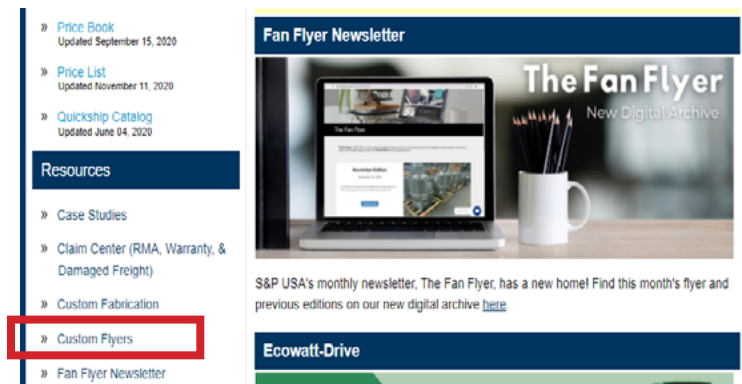 » Price Book
Updated September 15, 2020
» Price List
Updated November 11, 2020
» Quickship Catalog
Updated June 04, 2020
Resources
» Case Studies
» Claim Center (RMA, Warranty, &
Damaged Freight)
» Custom Fabrication
» Custom Flyers
» Fan Flyer Newsletter
Fan Flyer Newsletter
The Fan Flyer
New Digital Archive
The Fan Flyer
November Edition
S&P USA's monthly newsletter, The Fan Flyer, has a new home! Find this month's flyer and
previous editions on our new digital archive here.
Ecowatt-Drive